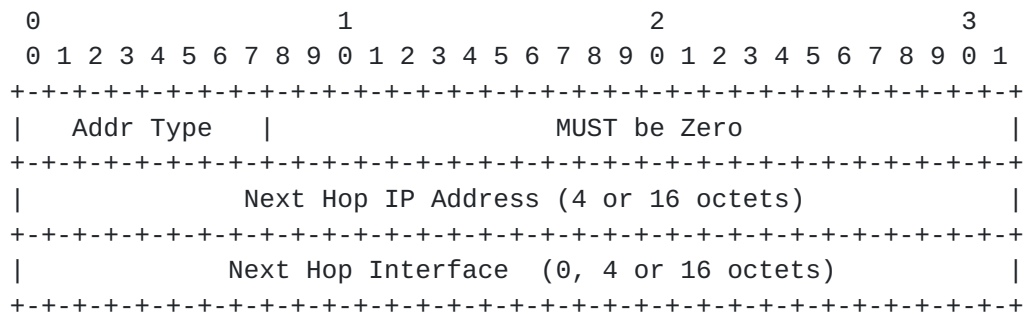 0                   1                   2                   3
 0 1 2 3 4 5 6 7 8 9 0 1 2 3 4 5 6 7 8 9 0 1 2 3 4 5 6 7 8 9 0 1
+-+-+-+-+-+-+-+-+-+-+-+-+-+-+-+-+-+-+-+-+-+-+-+-+-+-+-+-+-+-+-+-+
|   Addr Type   |                  MUST be Zero                 |
+-+-+-+-+-+-+-+-+-+-+-+-+-+-+-+-+-+-+-+-+-+-+-+-+-+-+-+-+-+-+-+-+
|              Next Hop IP Address (4 or 16 octets)             |
+-+-+-+-+-+-+-+-+-+-+-+-+-+-+-+-+-+-+-+-+-+-+-+-+-+-+-+-+-+-+-+-+
|             Next Hop Interface  (0, 4 or 16 octets)           |
+-+-+-+-+-+-+-+-+-+-+-+-+-+-+-+-+-+-+-+-+-+-+-+-+-+-+-+-+-+-+-+-+